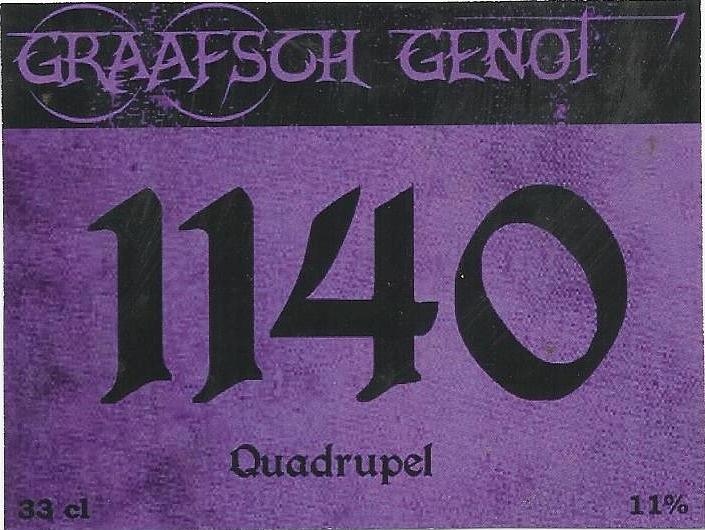 GRAAFSCH GENOT
1140
Quadrupel
33 cl
11%